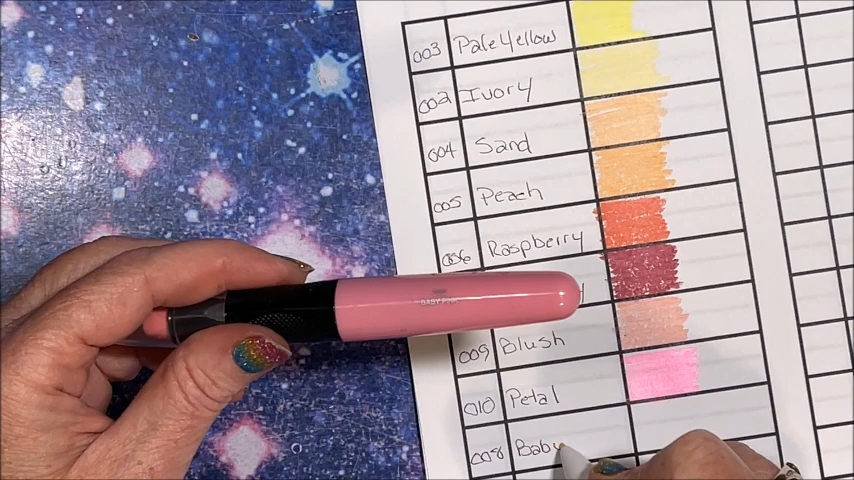 003 Pale Yellow
002 Ivory
004 Sand
005 Peach
006 Raspberry
BABY PINK
009 Blush
010 Petal
008 Baby